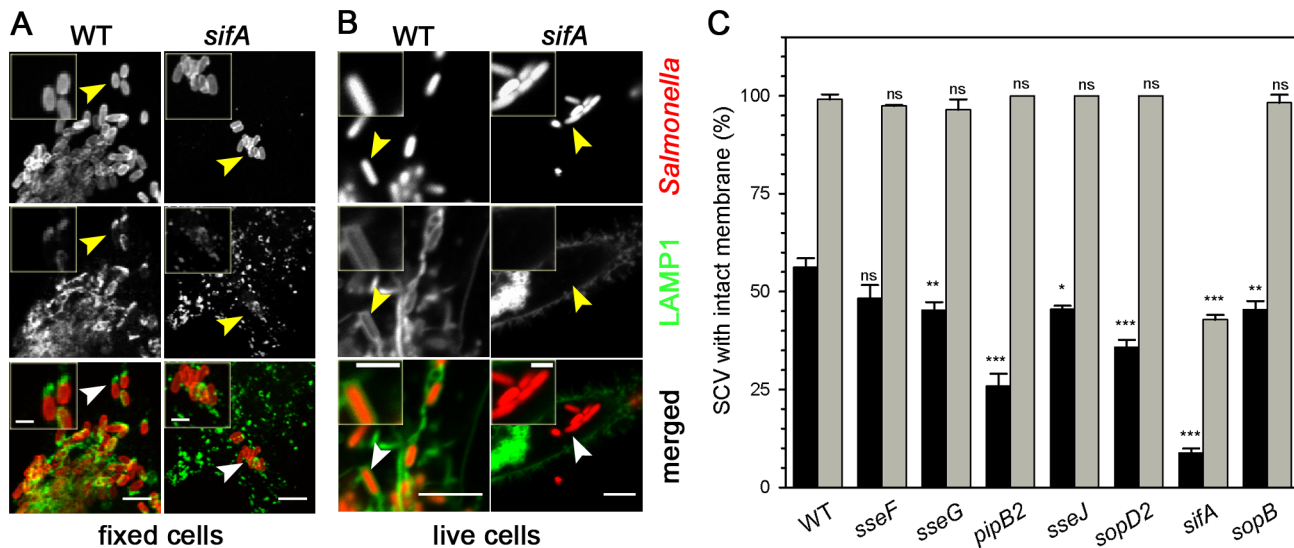 A
WT
sifA
fixed cells
B
WT
sifA
live cells
Salmonella
LAMP1
merged
C
SCV with intact membrane (%)
100
75
50
25
0
ns
ns
ns
ns
ns
ns
ns
**
***
*
***
***
***
**
WT
sseF
sseG
pipB2
sseJ
sopD2
sifA
sopB